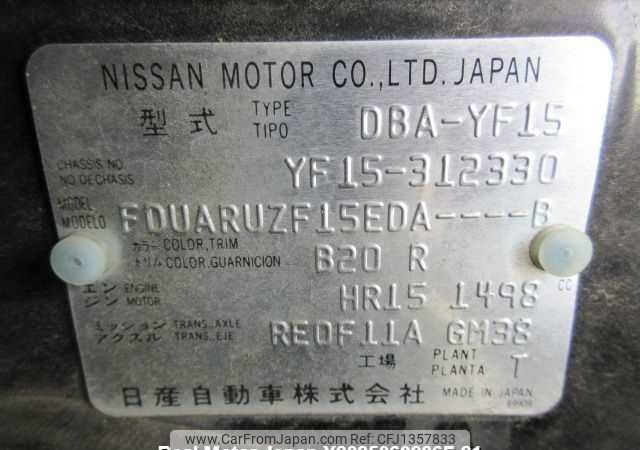 NISSAN MOTOR CO.,LTD. JAPAN
型式 TYPE TIPO DBA-YF15
CHASSIS NO. NO DE CHASIS YF15-312330
MODEL MODELO FDUARUZF15EDA----B
カラー COLOR,TRIM トリム COLOR,GUARNICION B20 R
エンジン ENGINE MOTOR HR15 1498 CC
ミッション TRANS.,AXLE アクスル TRANS.,EJE RE0F11A GM38
工場 PLANT PLANTA T
日産自動車株式会社 MADE IN JAPAN
www.CarFromJapan.com ID: CFJ1357833